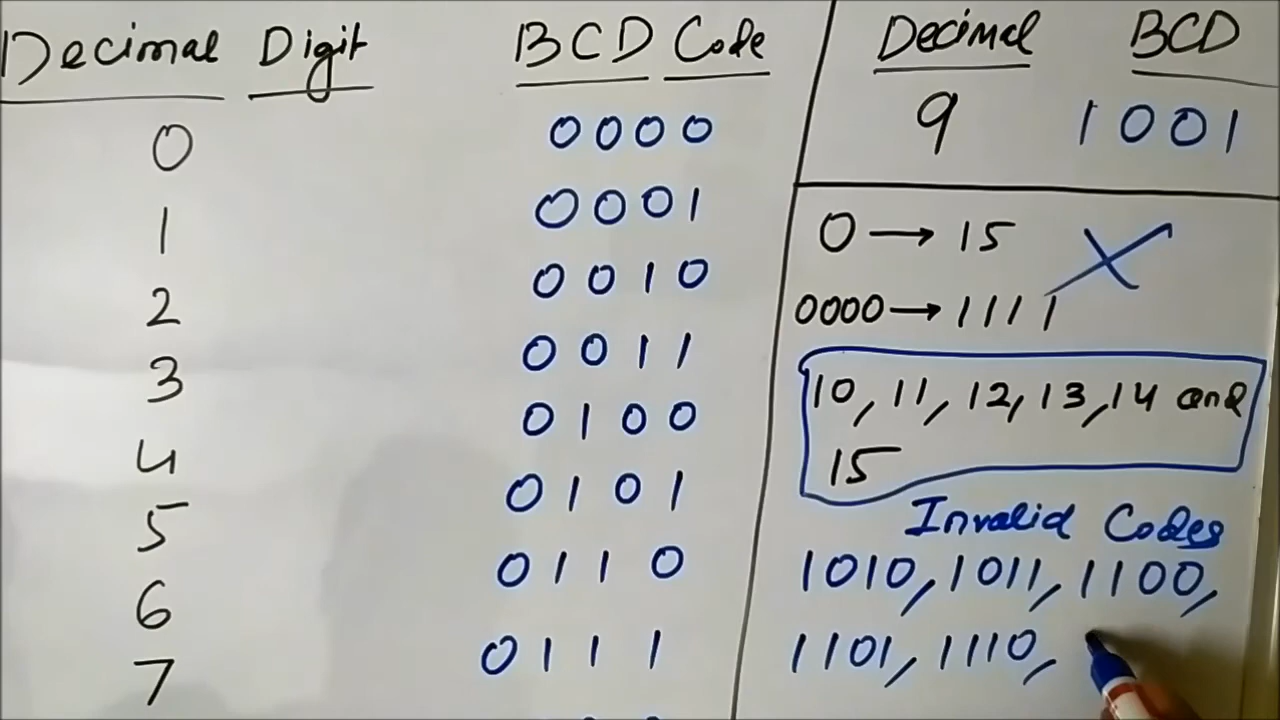 Decimal Digit BCD Code
0 0000
1 0001
2 0010
3 0011
4 0100
5 0101
6 0110
7 0111
Decimal BCD
9 1001
0 → 15
0000 → 1111
10, 11, 12, 13, 14 and
15
Invalid Codes
1010, 1011, 1100,
1101, 1110,